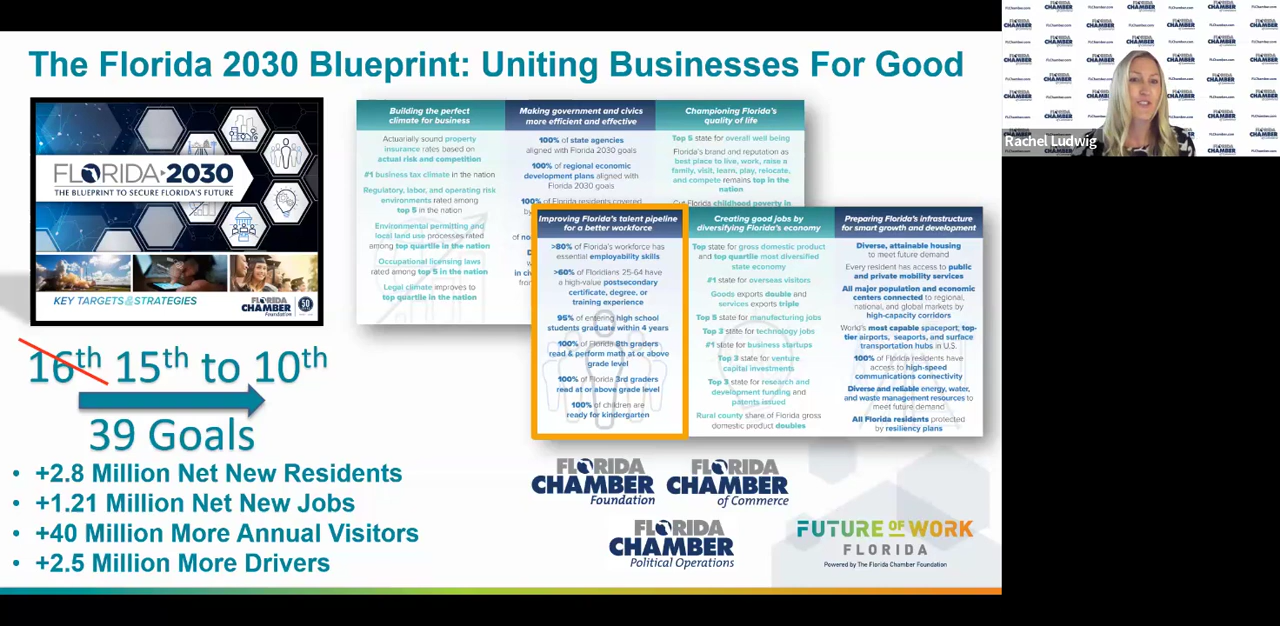 The Florida 2030 Blueprint: Uniting Businesses For Good
FLORIDA 2030
THE BLUEPRINT TO SECURE FLORIDA'S FUTURE
KEY TARGETS & STRATEGIES
FLORIDA
CHAMBER
Foundation
50
16th 15th to 10th
39 Goals
• +2.8 Million Net New Residents
• +1.21 Million Net New Jobs
• +40 Million More Annual Visitors
• +2.5 Million More Drivers
Building the perfect
climate for business
Actuarially sound property
insurance rates based on
actual risk and competition
#1 business tax climate in the nation
Regulatory, labor, and operating risk
environments rated among
top 5 in the nation
Environmental permitting and
local land use processes rated
among top quartile in the nation
Occupational licensing laws
rated among top 5 in the nation
Legal climate improves to
top quartile in the nation
Making government and civics
more efficient and effective
100% of state agencies
aligned with Florida 2030 goals
100% of regional economic
development plans aligned with
Florida 2030 goals
100% of Florida residents covered
Championing Florida's
quality of life
Top 5 state for overall well being
Florida's brand and reputation as
best place to live, work, raise a
family, visit, learn, play, relocate,
and compete remains top in the
nation
Florida childhood poverty in
Improving Florida's talent pipeline
for a better workforce
>80% of Florida's workforce has
essential employability skills
>60% of Floridians 25-64 have
a high-value postsecondary
certificate, degree, or
training experience
95% of entering high school
students graduate within 4 years
100% of Florida 8th graders
read & perform math at or above
grade level
100% of Florida 3rd graders
read at or above grade level
100% of children are
ready for kindergarten
Creating good jobs by
diversifying Florida's economy
Top state for gross domestic product
and top quartile most diversified
state economy
#1 state for overseas visitors
Goods exports double and
services exports triple
Top 5 state for manufacturing jobs
Top 3 state for technology jobs
#1 state for business startups
Top 3 state for venture
capital investments
Top 3 state for research and
development funding and
patents issued
Rural county share of Florida gross
domestic product doubles
Preparing Florida's infrastructure
for smart growth and development
Diverse, attainable housing
to meet future demand
Every resident has access to public
and private mobility services
All major population and economic
centers connected to regional,
national, and global markets by
high-capacity corridors
World's most capable spaceport, top-
tier airports, seaports, and surface
transportation hubs in U.S.
100% of Florida residents have
access to high-speed
communications connectivity
Diverse and reliable energy, water,
and waste management resources to
meet future demand
All Florida residents protected
by resiliency plans
FLORIDA
CHAMBER
Foundation
FLORIDA
CHAMBER
of Commerce
FLORIDA
CHAMBER
Political Operations
FUTURE OF WORK
FLORIDA
Powered by The Florida Chamber Foundation
Rachel Ludwig